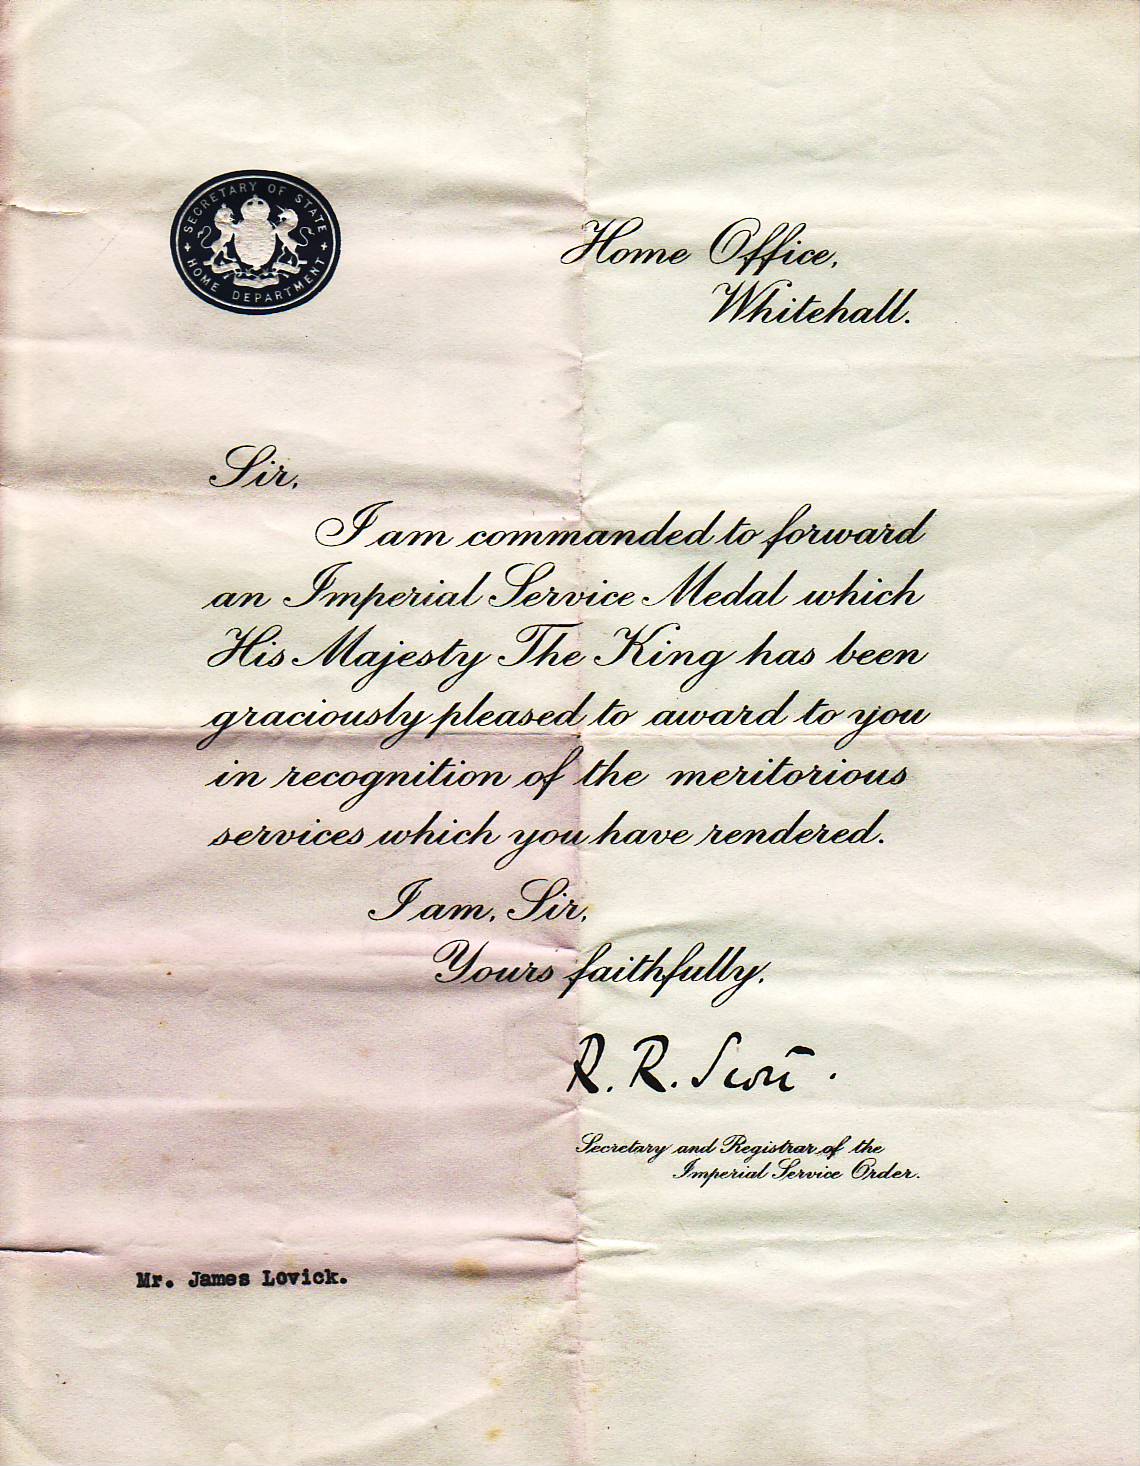 SECRETARY OF STATE
HOME DEPARTMENT
Home Office,
Whitehall.
Sir,
I am commanded to forward
an Imperial Service Medal which
His Majesty The King has been
graciously pleased to award to you
in recognition of the meritorious
services which you have rendered.
I am, Sir,
Yours faithfully,
R. R. Scott.
Secretary and Registrar of the
Imperial Service Order.
Mr. James Lovick.